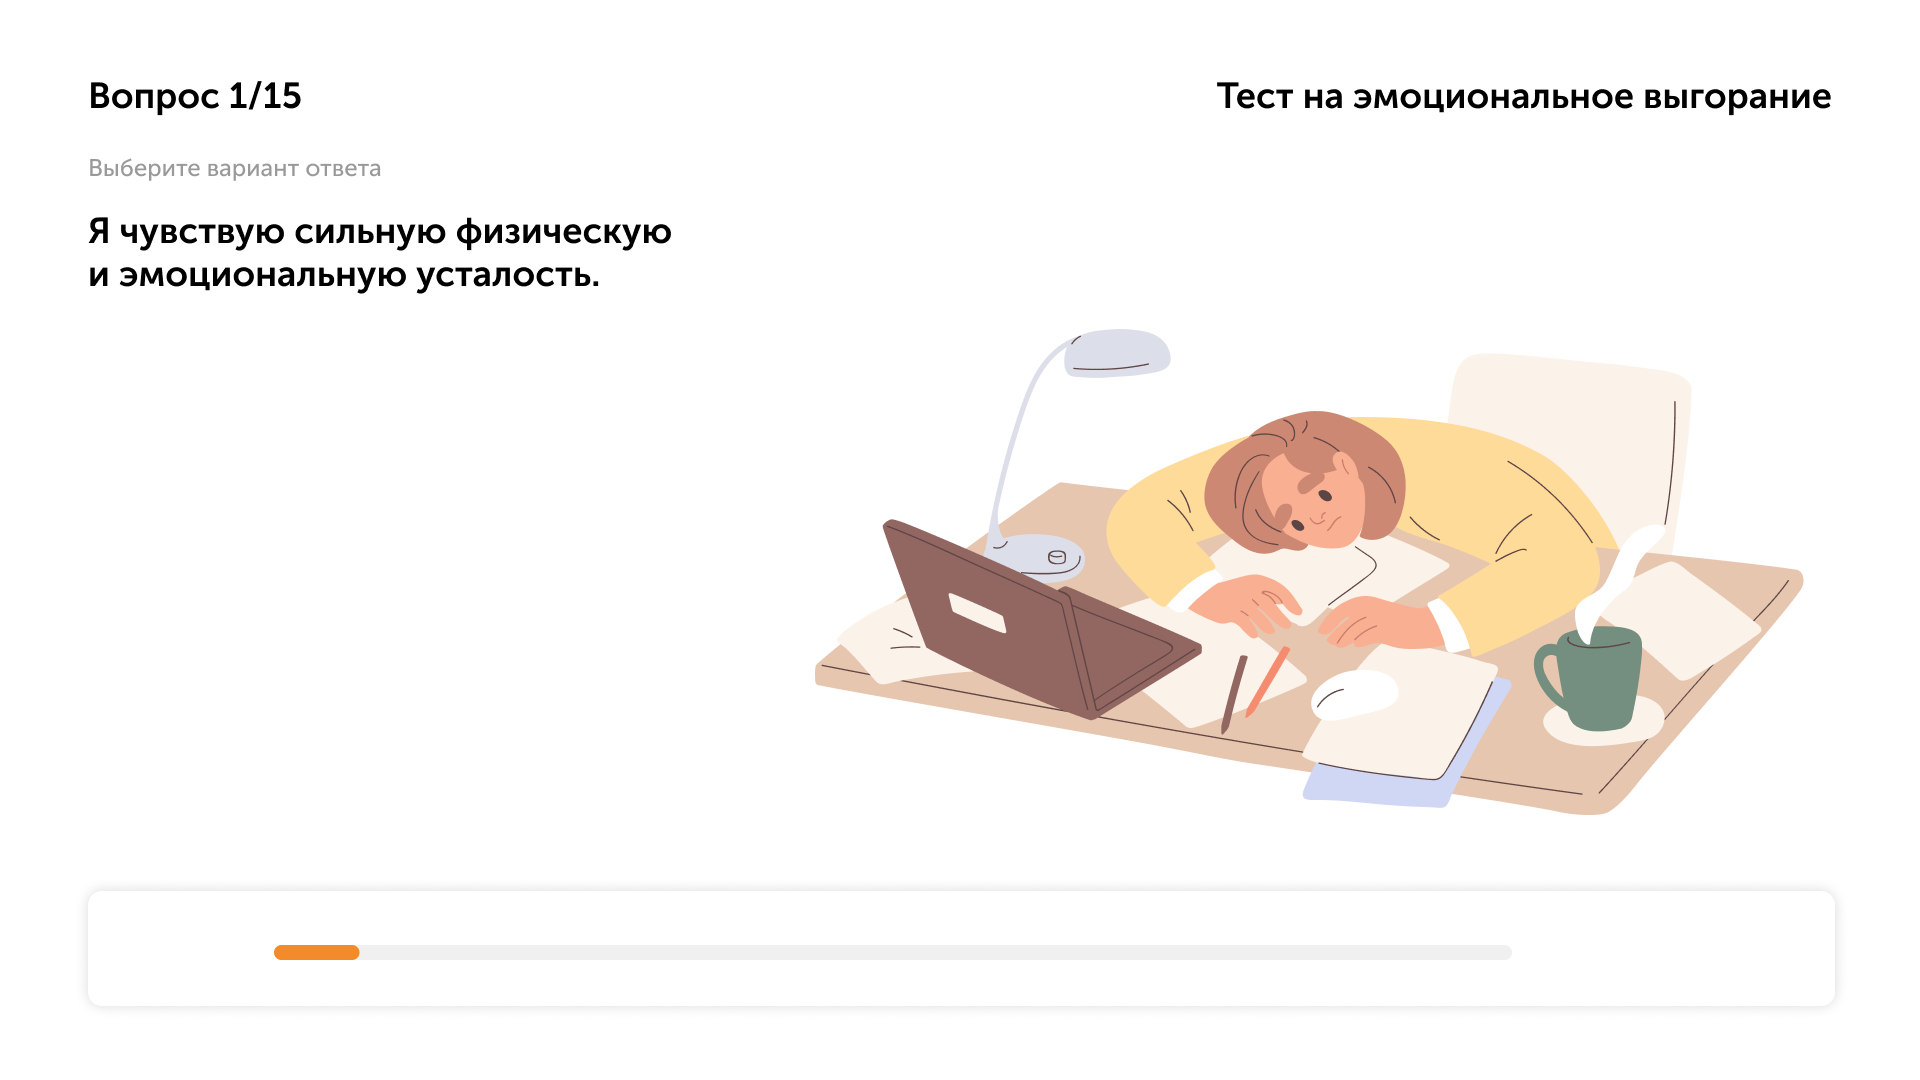 Вопрос 1/15
Тест на эмоциональное выгорание
Выберите вариант ответа
Я чувствую сильную физическую
и эмоциональную усталость.